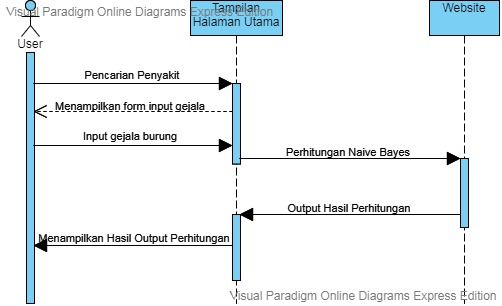 Visual Paradigm Online Diagrams Express Edition
User
Tampilan
Halaman Utama
Website
Pencarian Penyakit
Menampilkan form input gejala
Input gejala burung
Perhitungan Naive Bayes
Output Hasil Perhitungan
Menampilkan Hasil Output Perhitungan
Visual Paradigm Online Diagrams Express Edition